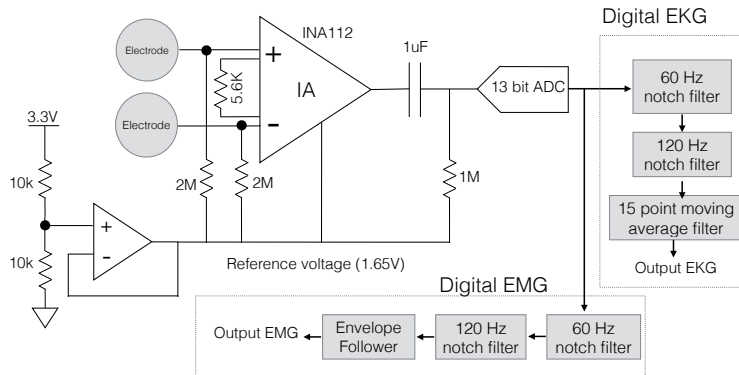 Digital EKG
INA112
Electrode
+
5.6K
IA
-
Electrode
1uF
13 bit ADC
60 Hz
notch filter
120 Hz
notch filter
15 point moving
average filter
Output EKG
3.3V
10k
10k
+
-
2M
2M
1M
Reference voltage (1.65V)
Digital EMG
Output EMG
Envelope
Follower
120 Hz
notch filter
60 Hz
notch filter